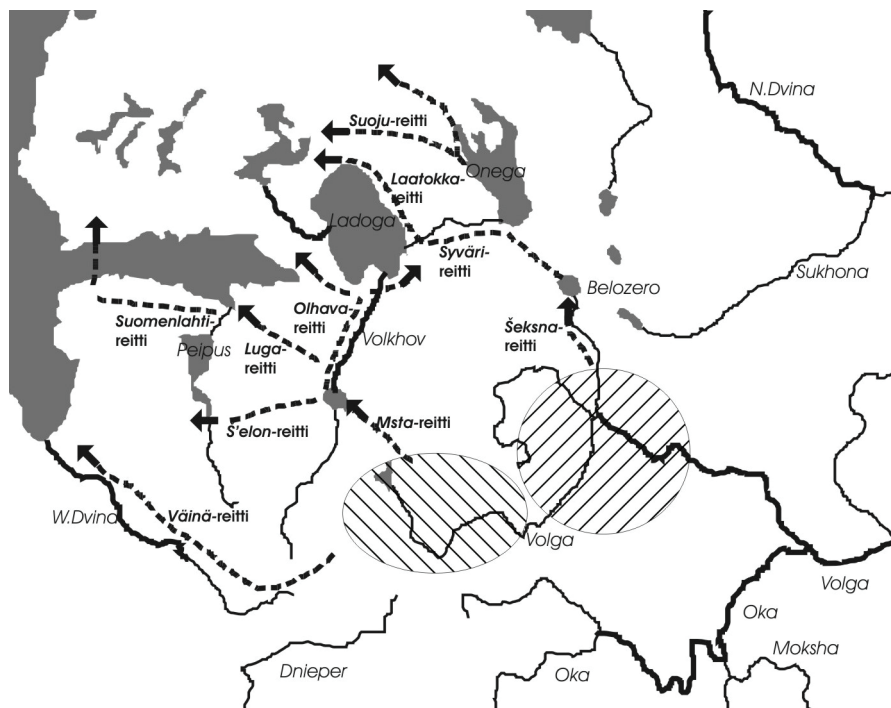 N.Dvina
Suoju-reitti
Onega
Laatokka-
reitti
Ladoga
Syväri-
reitti
Sukhona
Belozero
Olhava-
reitti
Suomenlahti-
reitti
Šeksna-
reitti
Volkhov
Peipus
Luga-
reitti
Msta-reitti
S'elon-reitti
W.Dvina
Väinä-reitti
Volga
Volga
Oka
Moksha
Dnieper
Oka